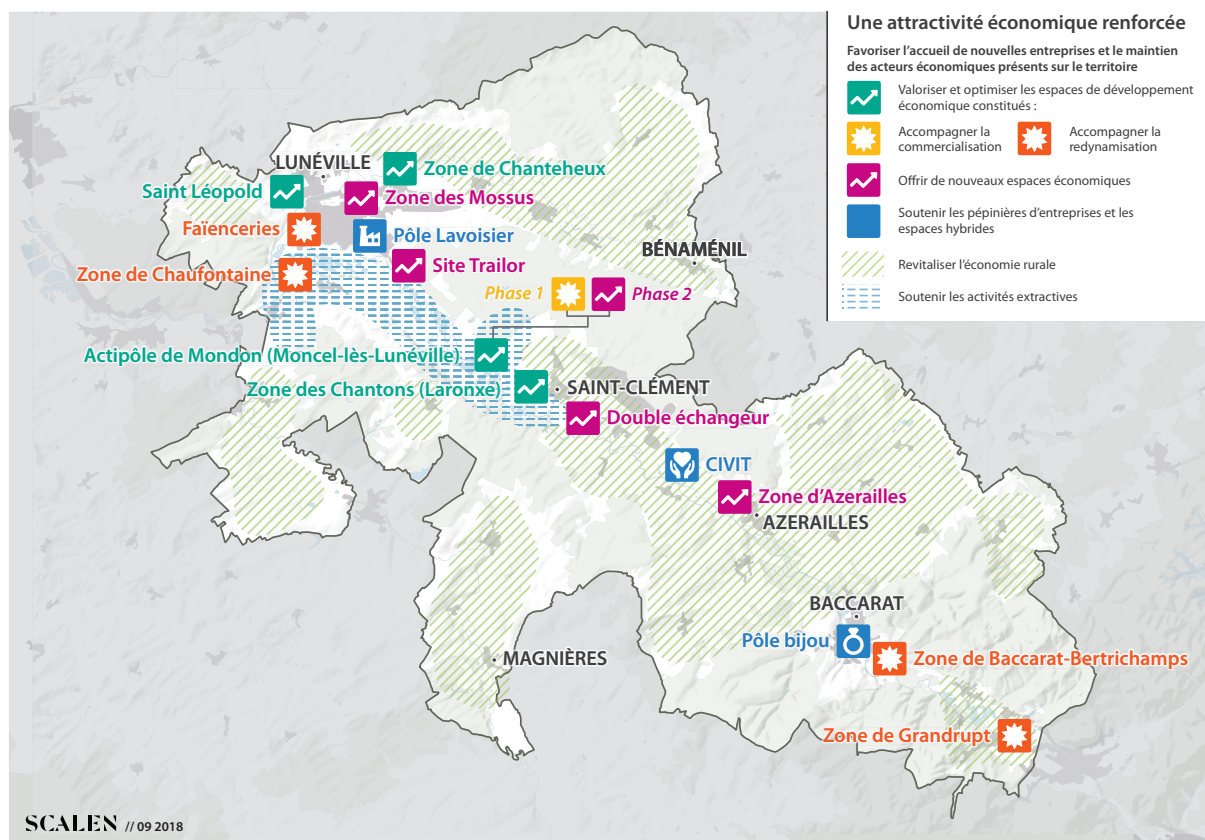 Une attractivité économique renforcée
Favoriser l'accueil de nouvelles entreprises et le maintien
des acteurs économiques présents sur le territoire
Valoriser et optimiser les espaces de développement
économique constitués :
Accompagner la
commercialisation
Accompagner la
redynamisation
Offrir de nouveaux espaces économiques
Soutenir les pépinières d'entreprises et les
espaces hybrides
Revitaliser l'économie rurale
Soutenir les activités extractives
LUNÉVILLE
Zone de Chanteheux
Saint Léopold
Zone des Mossus
Faïenceries
Pôle Lavoisier
BÉNAMÉNIL
Zone de Chaufontaine
Site Trailor
Phase 1
Phase 2
Actipôle de Mondon (Moncel-lès-Lunéville)
Zone des Chantons (Laronxe)
SAINT-CLÉMENT
Double échangeur
CIVIT
Zone d'Azerailles
AZERAILLES
BACCARAT
Pôle bijou
MAGNIÈRES
Zone de Baccarat-Bertrichamps
Zone de Grandrupt
SCALEN // 09 2018